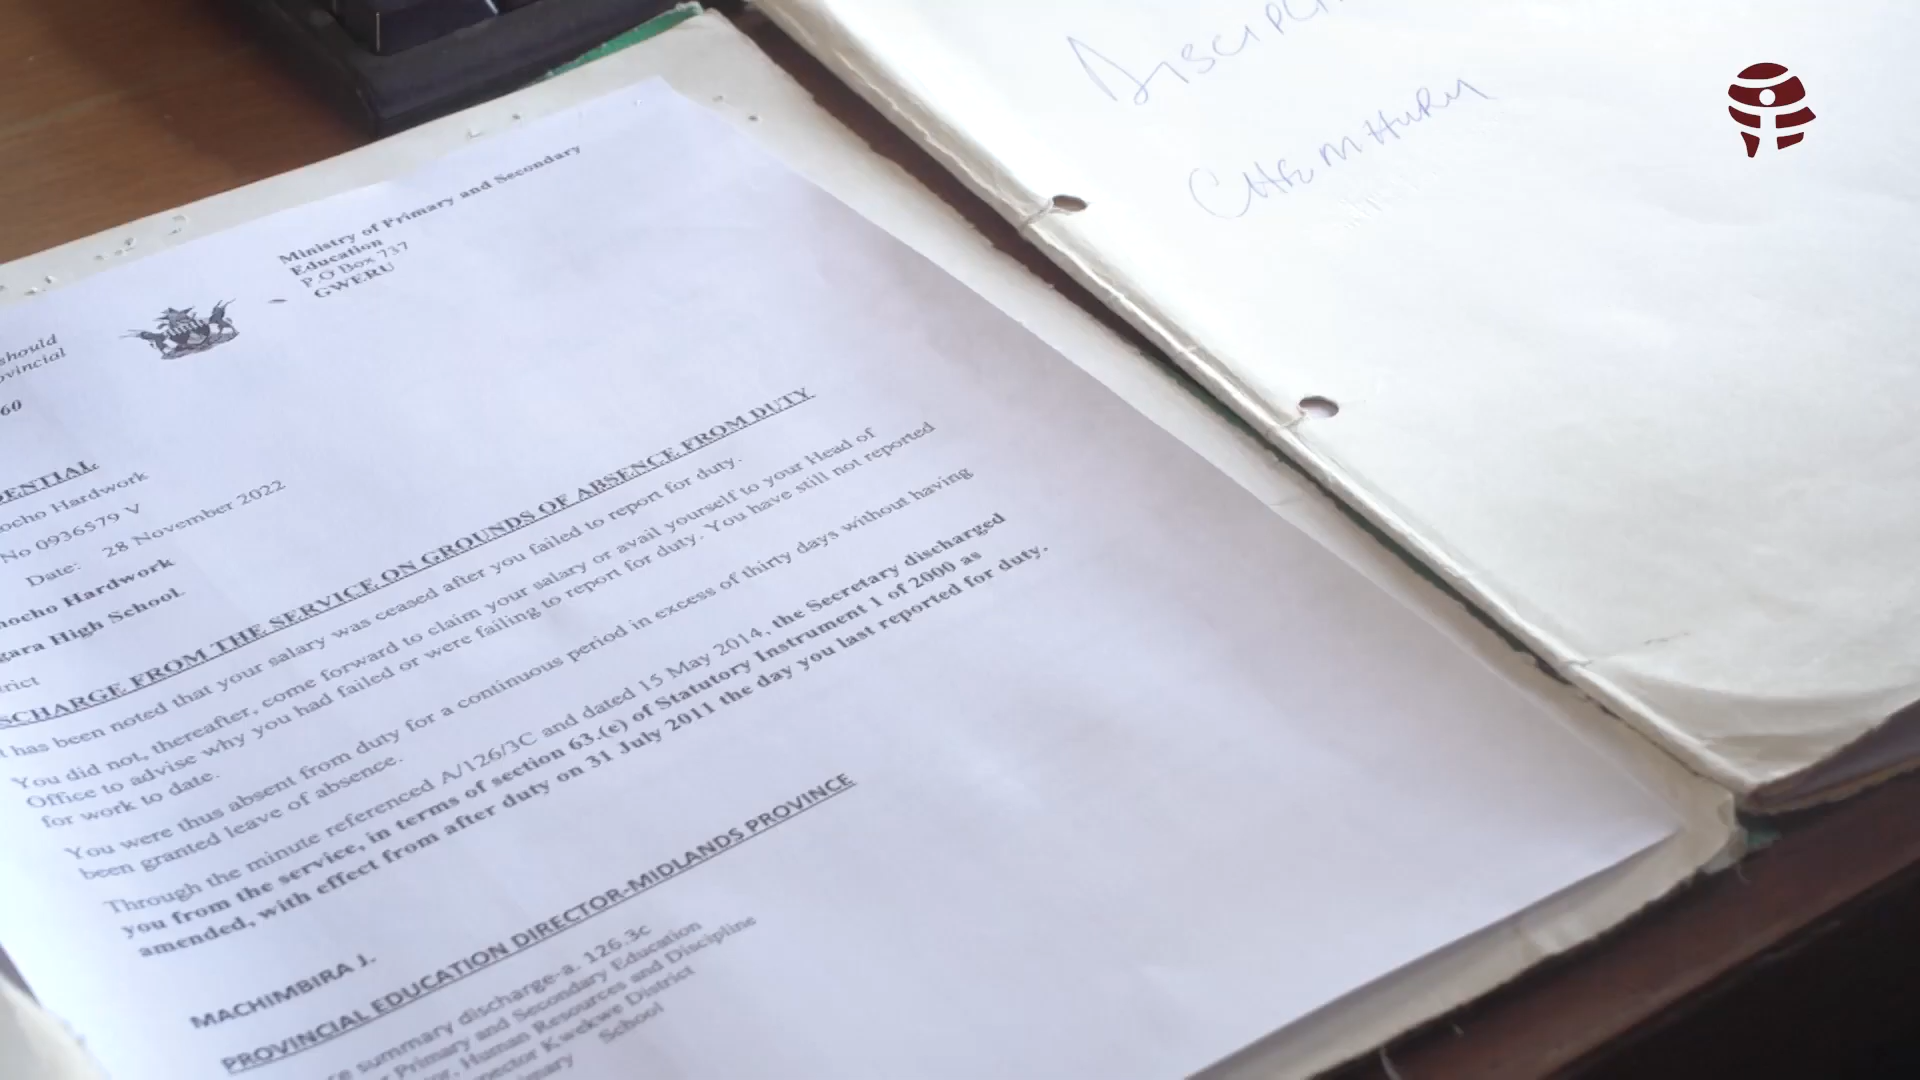 Ministry of Primary and Secondary
Education
P.O Box 737
GWERU
should
ovincial
60
DENTIAL
ocho Hardwork
No 0936579 V
Date: 28 November 2022
nocho Hardwork
gara High School.
rict
SCHARGE FROM THE SERVICE ON GROUNDS OF ABSENCE FROM DUTY
t has been noted that your salary was ceased after you failed to report for duty.
You did not, thereafter, come forward to claim your salary or avail yourself to your Head of
Office to advise why you had failed or were failing to report for duty. You have still not reported
for work to date.
You were thus absent from duty for a continuous period in excess of thirty days without having
been granted leave of absence.
Through the minute referenced A/126/3C and dated 15 May 2014, the Secretary discharged
you from the service, in terms of section 63.(e) of Statutory Instrument 1 of 2000 as
amended, with effect from after duty on 31 July 2011 the day you last reported for duty.
MACHIMBIRA J.
PROVINCIAL EDUCATION DIRECTOR-MIDLANDS PROVINCE
ce summary discharge-a. 126.3c
r Primary and Secondary Education
tor, Human Resources and Discipline
pector Kwekwe District
School